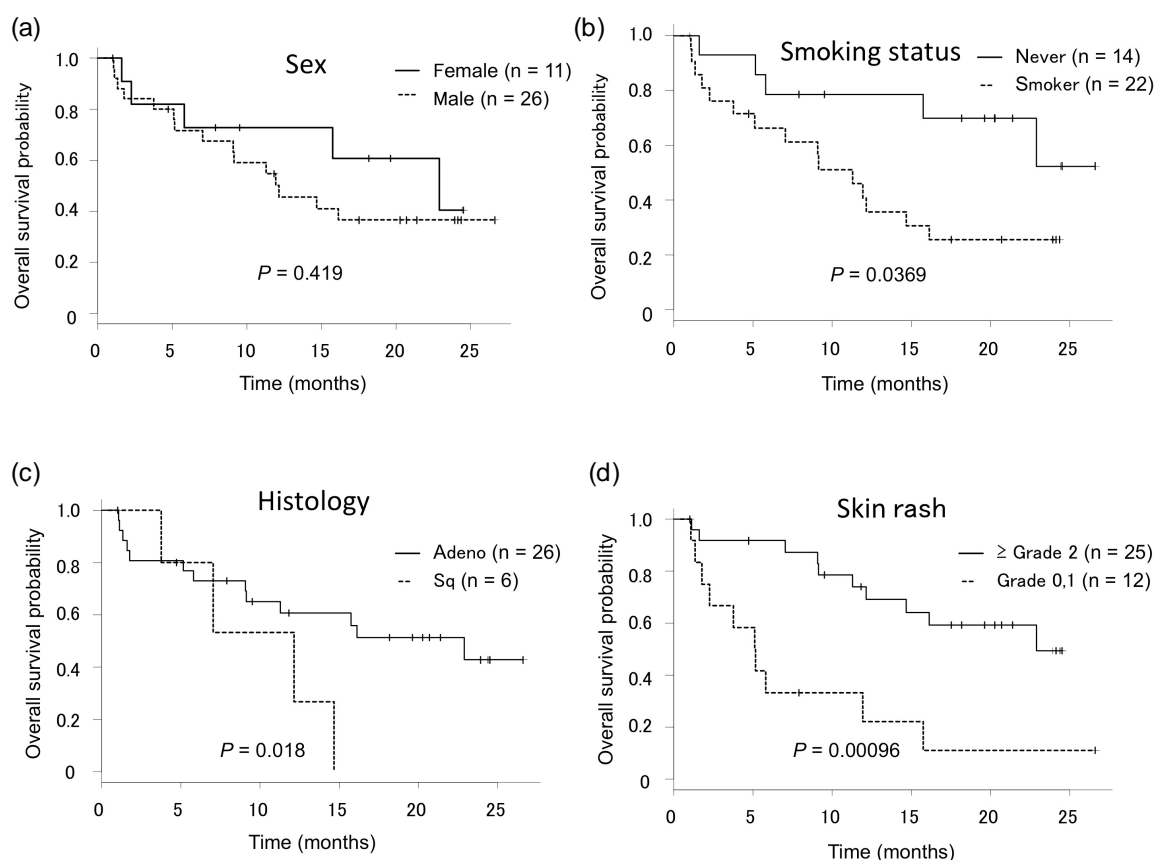 (a)
Sex
Female (n = 11)
Male (n = 26)
Overall survival probability
1.0
0.8
0.6
0.4
0.2
0
P = 0.419
0 5 10 15 20 25
Time (months)
(b)
Smoking status
Never (n = 14)
Smoker (n = 22)
Overall survival probability
1.0
0.8
0.6
0.4
0.2
0
P = 0.0369
0 5 10 15 20 25
Time (months)
(c)
Histology
Adeno (n = 26)
Sq (n = 6)
Overall survival probability
1.0
0.8
0.6
0.4
0.2
0
P = 0.018
0 5 10 15 20 25
Time (months)
(d)
Skin rash
≥ Grade 2 (n = 25)
Grade 0,1 (n = 12)
Overall survival probability
1.0
0.8
0.6
0.4
0.2
0
P = 0.00096
0 5 10 15 20 25
Time (months)